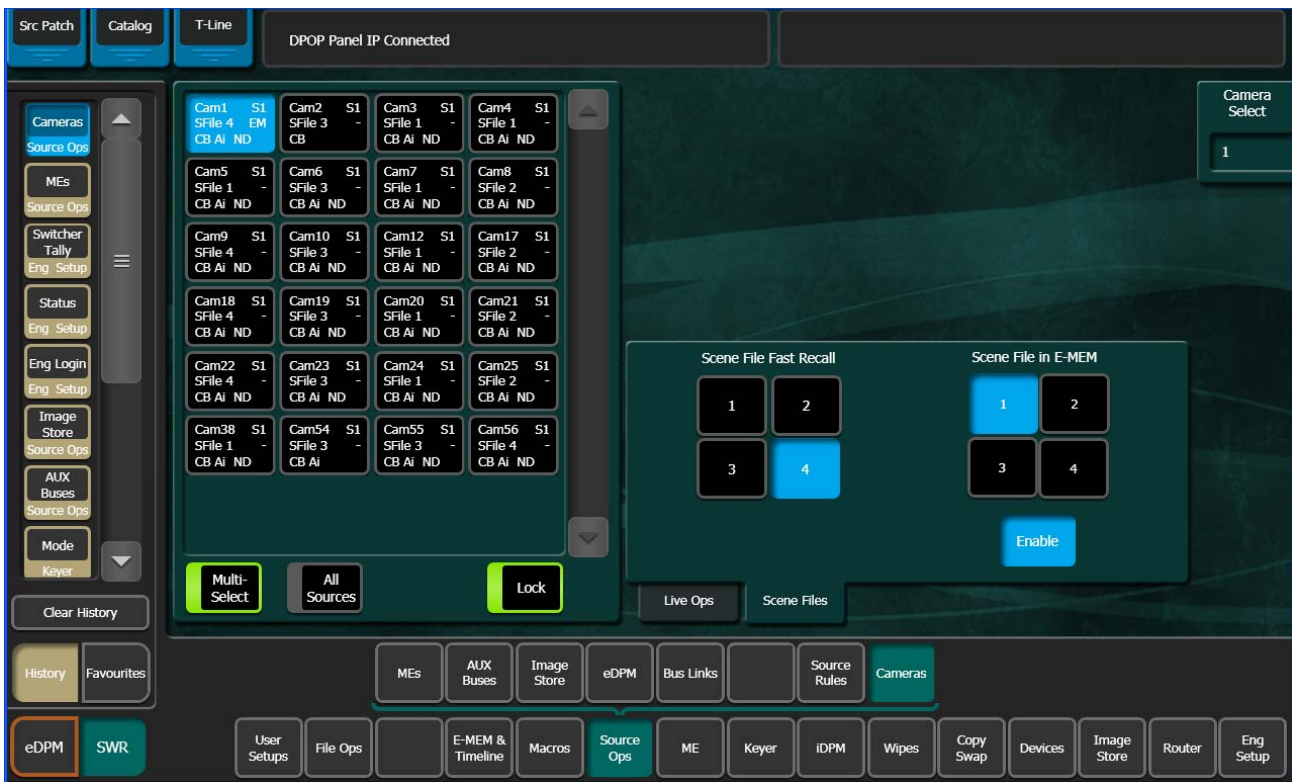 Src Patch
Catalog
T-Line
DPOP Panel IP Connected
Cameras
Source Ops
MEs
Source Ops
Switcher
Tally
Eng Setup
Status
Eng Setup
Eng Login
Eng Setup
Image
Store
Source Ops
AUX
Buses
Source Ops
Mode
Keyer
Clear History
History
Favourites
Cam1 S1
SFile 4 EM
CB Ai ND
Cam2 S1
SFile 3 -
CB
Cam3 S1
SFile 1 -
CB Ai ND
Cam4 S1
SFile 1 -
CB Ai ND
Cam5 S1
SFile 1 -
CB Ai ND
Cam6 S1
SFile 3 -
CB Ai ND
Cam7 S1
SFile 1 -
CB Ai ND
Cam8 S1
SFile 2 -
CB Ai ND
Cam9 S1
SFile 4 -
CB Ai ND
Cam10 S1
SFile 3 -
CB Ai ND
Cam12 S1
SFile 1 -
CB Ai ND
Cam17 S1
SFile 2 -
CB Ai ND
Cam18 S1
SFile 4 -
CB Ai ND
Cam19 S1
SFile 3 -
CB Ai ND
Cam20 S1
SFile 1 -
CB Ai ND
Cam21 S1
SFile 2 -
CB Ai ND
Cam22 S1
SFile 4 -
CB Ai ND
Cam23 S1
SFile 3 -
CB Ai ND
Cam24 S1
SFile 1 -
CB Ai ND
Cam25 S1
SFile 2 -
CB Ai ND
Cam38 S1
SFile 1 -
CB Ai ND
Cam54 S1
SFile 3 -
CB Ai
Cam55 S1
SFile 3 -
CB Ai ND
Cam56 S1
SFile 4 -
CB Ai ND
Multi-
Select
All
Sources
Lock
Camera
Select
1
Scene File Fast Recall
1
2
3
4
Scene File in E-MEM
1
2
3
4
Enable
Live Ops
Scene Files
MEs
AUX
Buses
Image
Store
eDPM
Bus Links
Source
Rules
Cameras
eDPM
SWR
User
Setups
File Ops
E-MEM &
Timeline
Macros
Source
Ops
ME
Keyer
iDPM
Wipes
Copy
Swap
Devices
Image
Store
Router
Eng
Setup